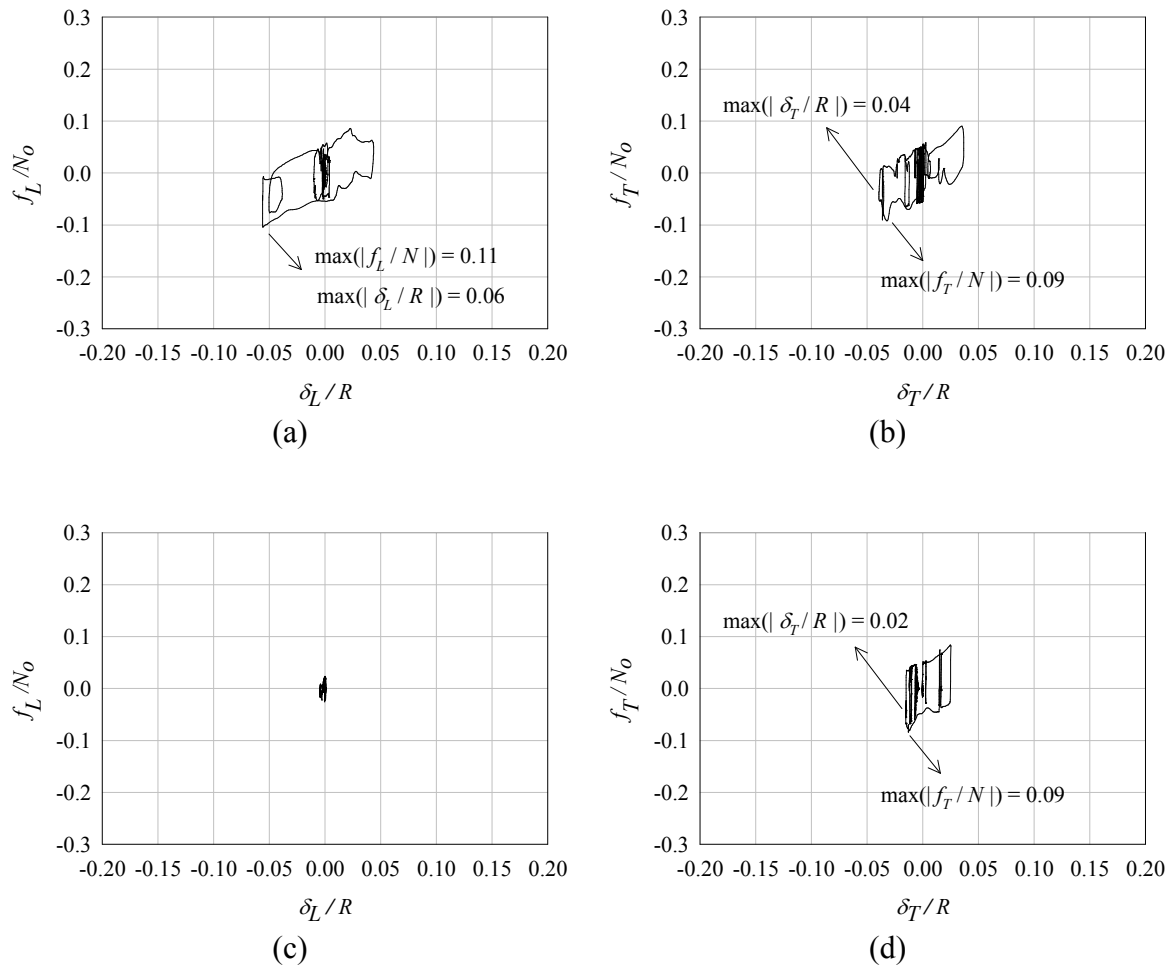 0.3
0.2
0.1
0.0
-0.1
-0.2
-0.3
f_L /N_o
max(| f_L / N |) = 0.11
max(| δ_L / R |) = 0.06
-0.20 -0.15 -0.10 -0.05 0.00 0.05 0.10 0.15 0.20
δ_L / R
(a)
0.3
0.2
0.1
0.0
-0.1
-0.2
-0.3
f_T / N_o
max(| δ_T / R |) = 0.04
max(| f_T / N |) = 0.09
-0.20 -0.15 -0.10 -0.05 0.00 0.05 0.10 0.15 0.20
δ_T / R
(b)
0.3
0.2
0.1
0.0
-0.1
-0.2
-0.3
f_L /N_o
-0.20 -0.15 -0.10 -0.05 0.00 0.05 0.10 0.15 0.20
δ_L / R
(c)
0.3
0.2
0.1
0.0
-0.1
-0.2
-0.3
f_T / N_o
max(| δ_T / R |) = 0.02
max(| f_T / N |) = 0.09
-0.20 -0.15 -0.10 -0.05 0.00 0.05 0.10 0.15 0.20
δ_T / R
(d)